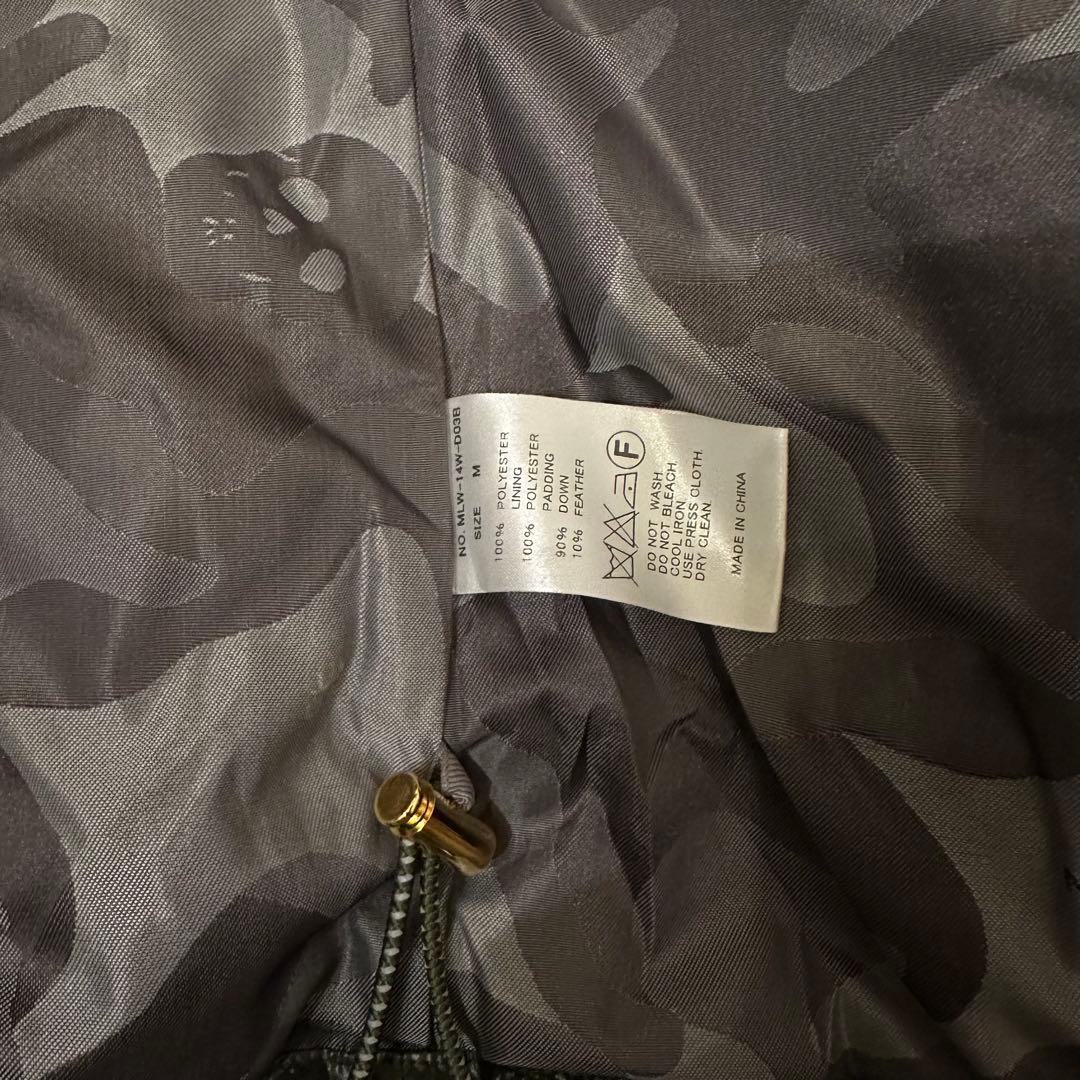 NO. MLW-14W-D03B
SIZE M
100% POLYESTER
LINING
100% POLYESTER
PADDING
90% DOWN
10% FEATHER
F
DO NOT WASH.
DO NOT BLEACH.
COOL IRON.
USE PRESS CLOTH.
DRY CLEAN.
MADE IN CHINA